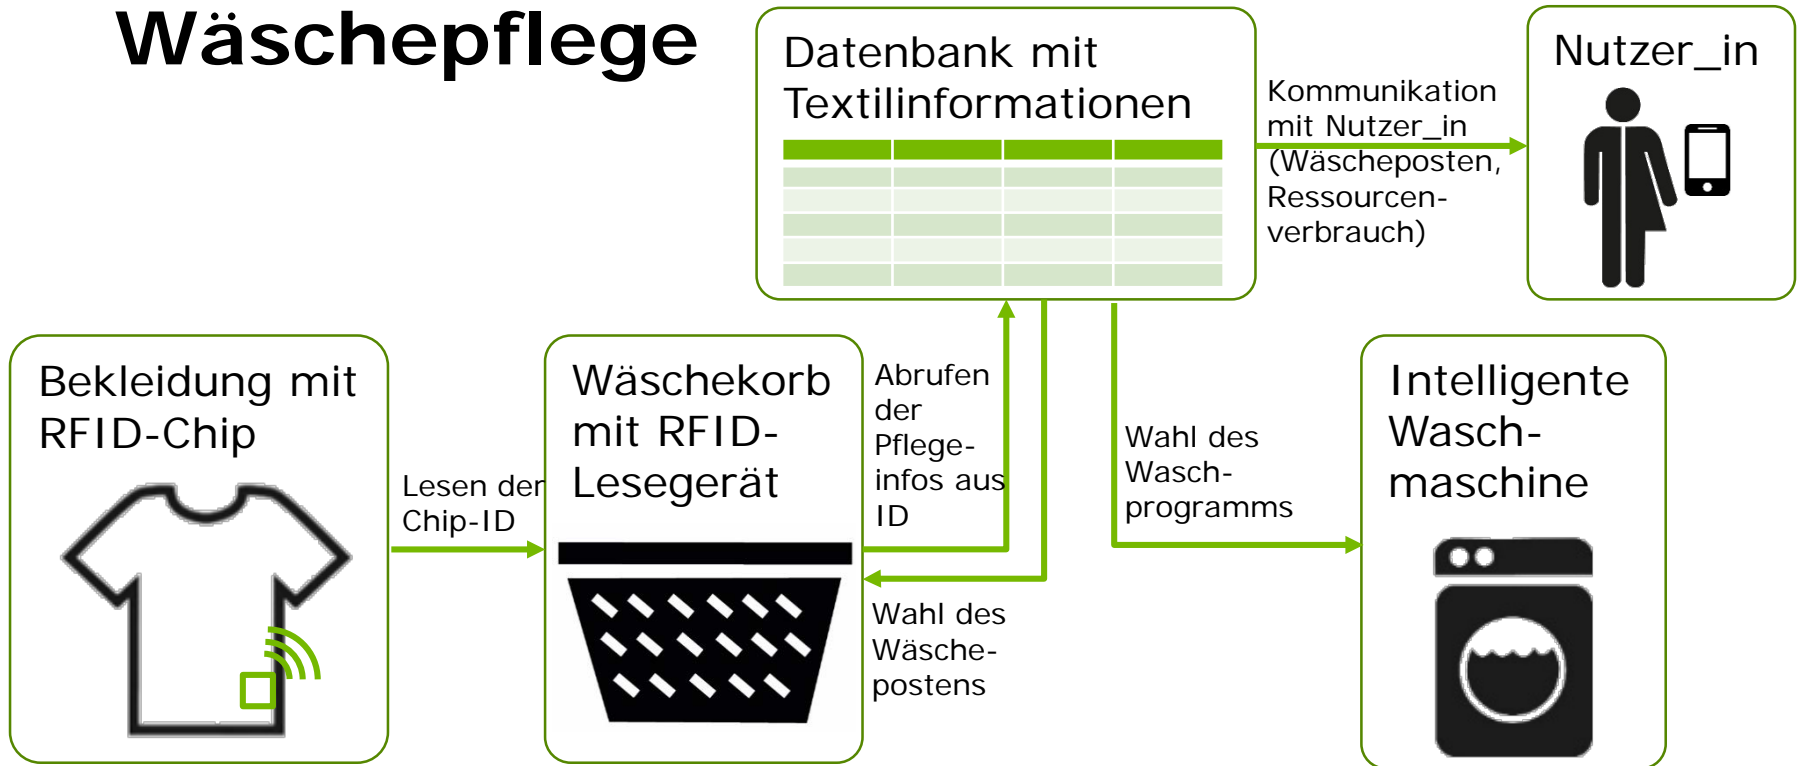 Wäschepflege
Datenbank mit
Textilinformationen
Kommunikation
mit Nutzer_in
(Wäscheposten,
Ressourcen-
verbrauch)
Nutzer_in
Bekleidung mit
RFID-Chip
Lesen der
Chip-ID
Wäschekorb
mit RFID-
Lesegerät
Abrufen
der
Pflege-
infos aus
ID
Wahl des
Wäsche-
postens
Wahl des
Wasch-
programms
Intelligente
Wasch-
maschine